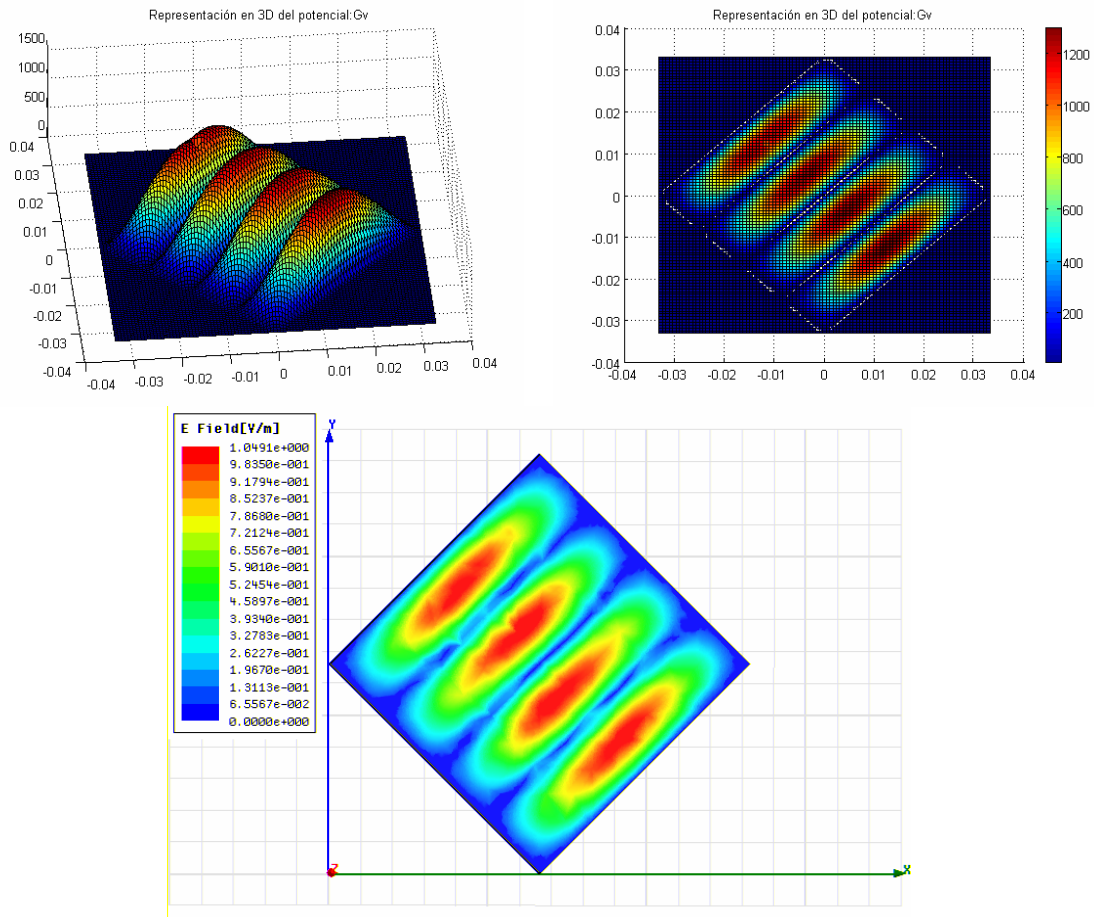 Representación en 3D del potencial:Gv
1500
1000
500
0
0.04
0.03
0.02
0.01
0
-0.01
-0.02
-0.03
-0.04
-0.04
-0.03
-0.02
-0.01
0
0.01
0.02
0.03
0.04
Representación en 3D del potencial:Gv
0.04
0.03
0.02
0.01
0
-0.01
-0.02
-0.03
-0.04
-0.04
-0.03
-0.02
-0.01
0
0.01
0.02
0.03
0.04
1200
1000
800
600
400
200
E Field[V/m]
1.0491e+000
9.8350e-001
9.1794e-001
8.5237e-001
7.8680e-001
7.2124e-001
6.5567e-001
5.9010e-001
5.2454e-001
4.5897e-001
3.9340e-001
3.2783e-001
2.6227e-001
1.9670e-001
1.3113e-001
6.5567e-002
0.0000e+000
Y
Z
X